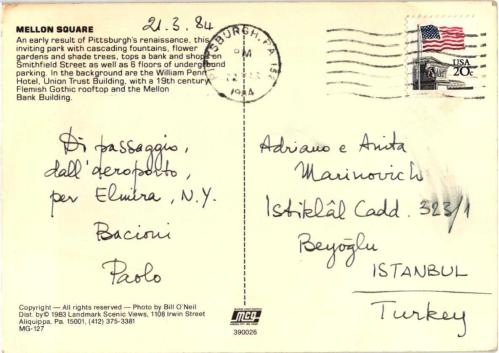 MELLON SQUARE
21.3.84
An early result of Pittsburgh's renaissance, this
inviting park with cascading fountains, flower
gardens and shade trees, tops a bank and shops on
Smithfield Street as well as 6 floors of underground
parking. In the background are the William Penn
Hotel, Union Trust Building, with a 19th century
Flemish Gothic rooftop and the Mellon
Bank Building.
PITTSBURGH, PA
PM
1984
USA
20c
Di passaggio,
dall'aeroporto,
per Elmira, N.Y.
Bacioni
Paolo
Adriano e Anita
Marinovich
Istiklâl Cadd. 323/1
Beyoğlu
ISTANBUL
Turkey
Copyright — All rights reserved — Photo by Bill O'Neil
Dist. by © 1983 Landmark Scenic Views, 1108 Irwin Street
Aliquippa, Pa. 15001, (412) 375-3381
MG-127
390026